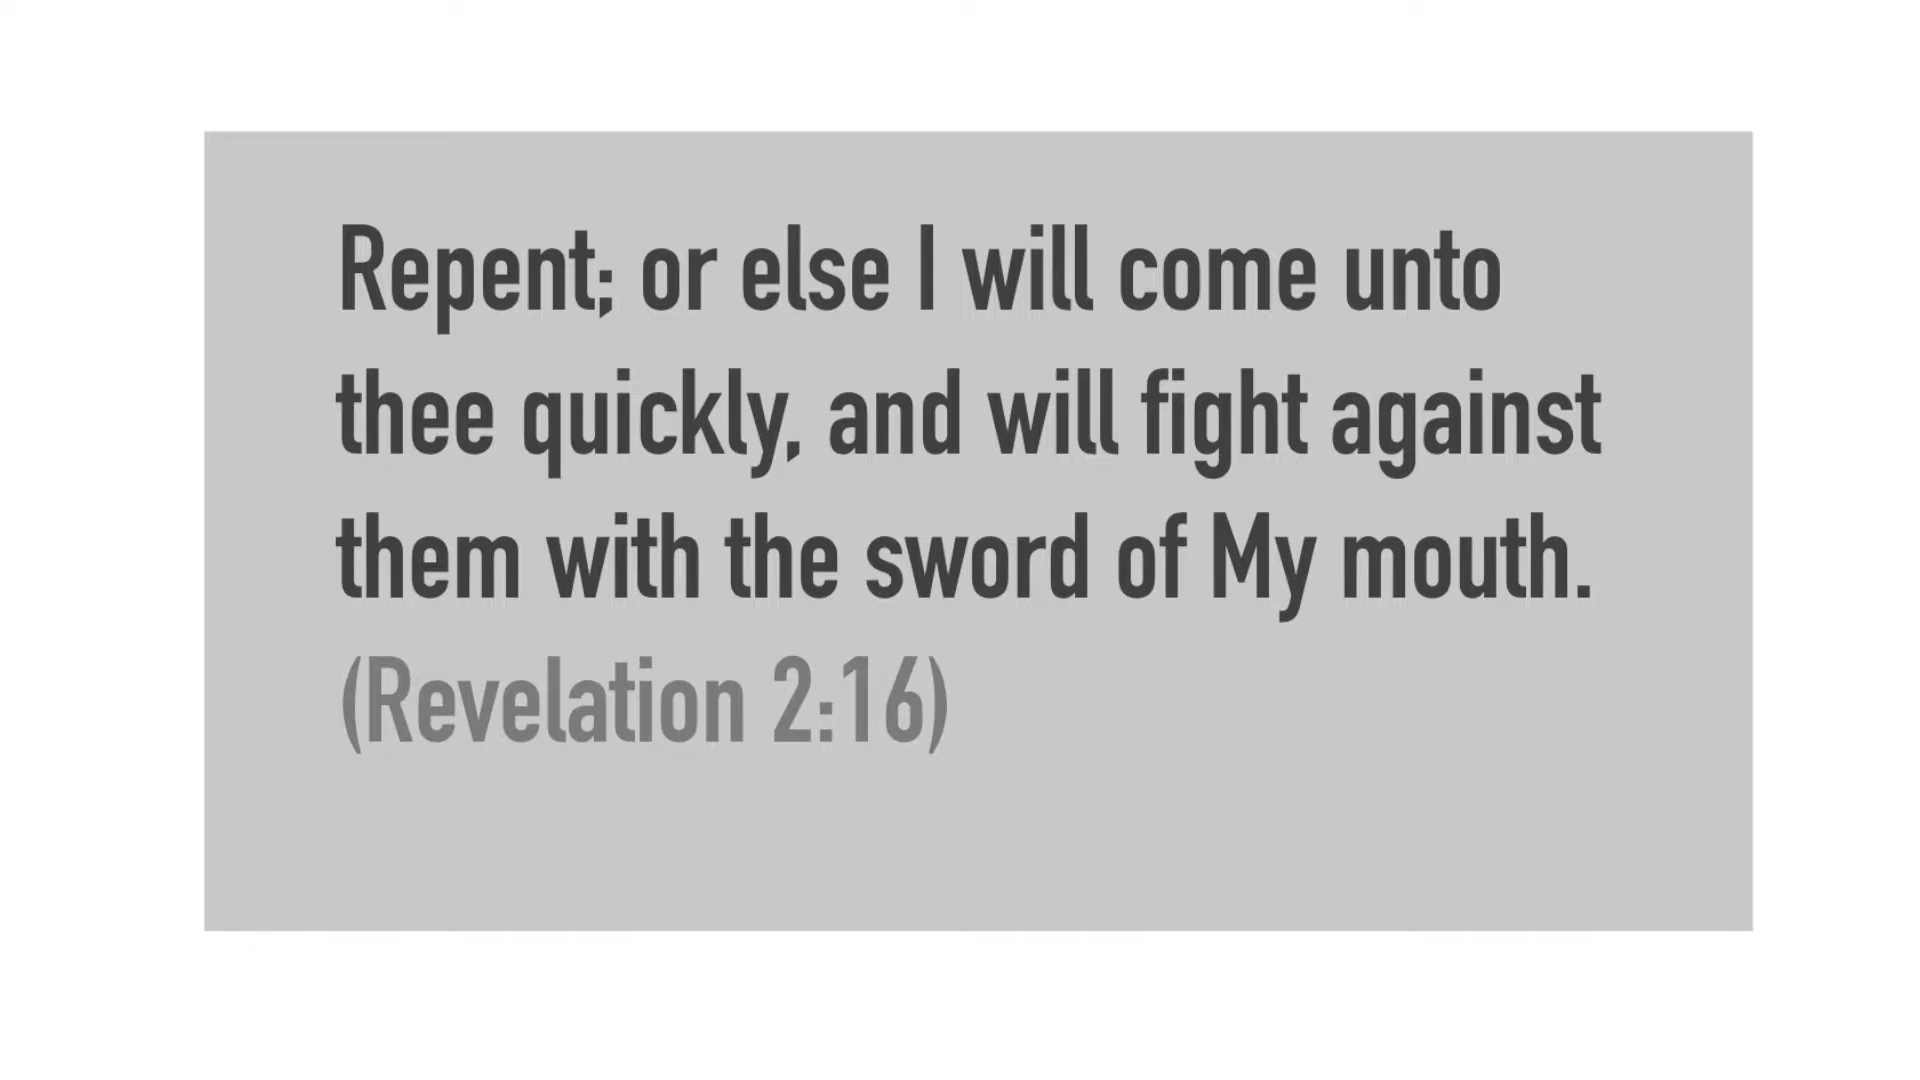 Repent; or else I will come unto
thee quickly, and will fight against
them with the sword of My mouth.
(Revelation 2:16)